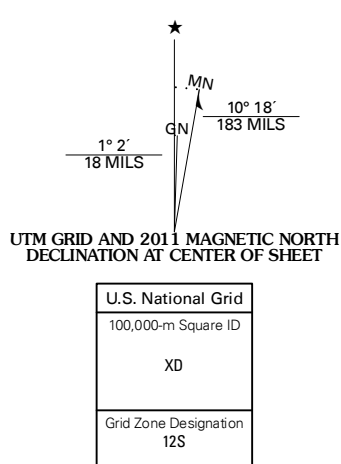 ★
MN
GN
10° 18´
183 MILS
1° 2´
18 MILS
UTM GRID AND 2011 MAGNETIC NORTH
DECLINATION AT CENTER OF SHEET
U.S. National Grid
100,000-m Square ID
XD
Grid Zone Designation
12S